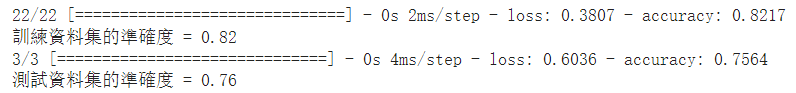 22/22 [==============================] - 0s 2ms/step - loss: 0.3807 - accuracy: 0.8217
訓練資料集的準確度 = 0.82
3/3 [==============================] - 0s 4ms/step - loss: 0.6036 - accuracy: 0.7564
測試資料集的準確度 = 0.76